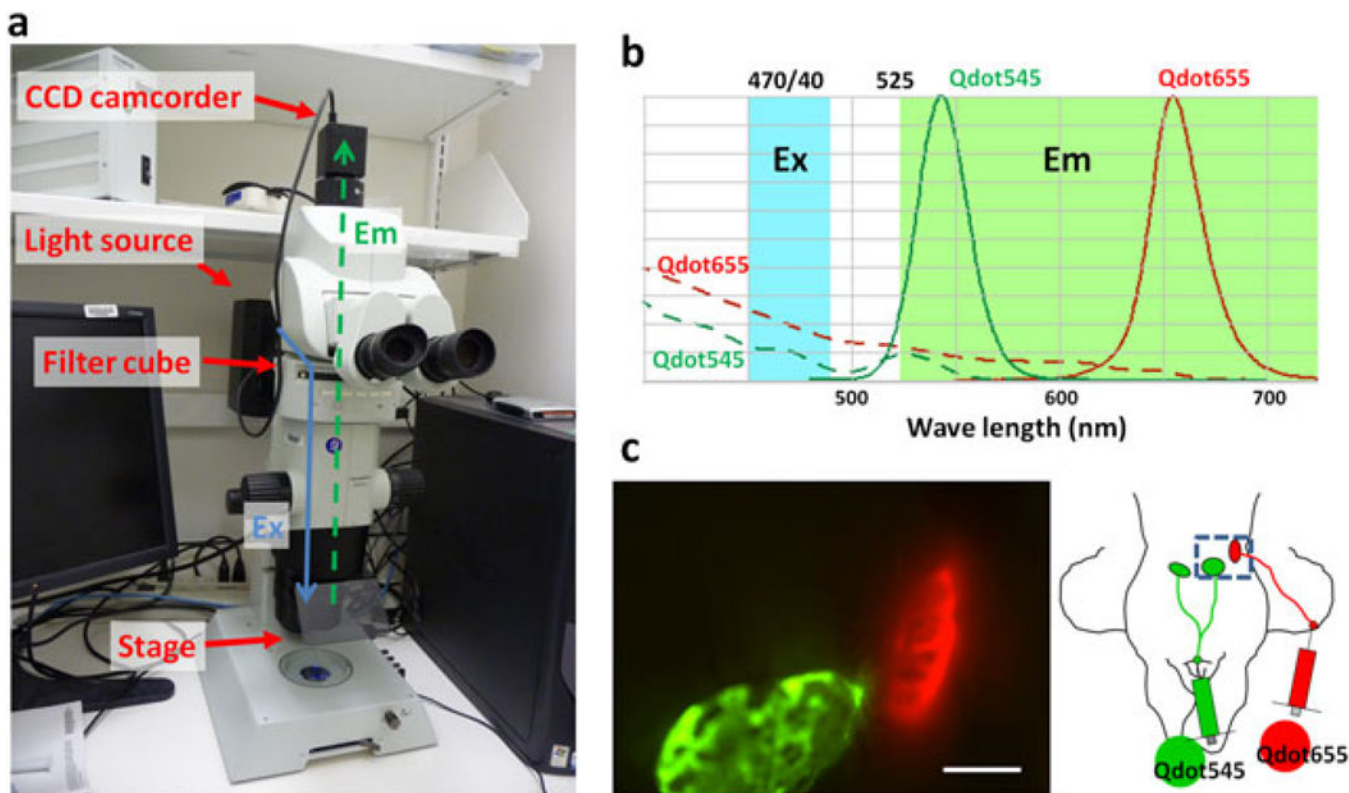 a
CCD camcorder
Em
Light source
Filter cube
Ex
Stage
b
470/40 525 Qdot545 Qdot655
Ex Em
Qdot655
Qdot545
500 600 700
Wave length (nm)
c
Qdot545 Qdot655